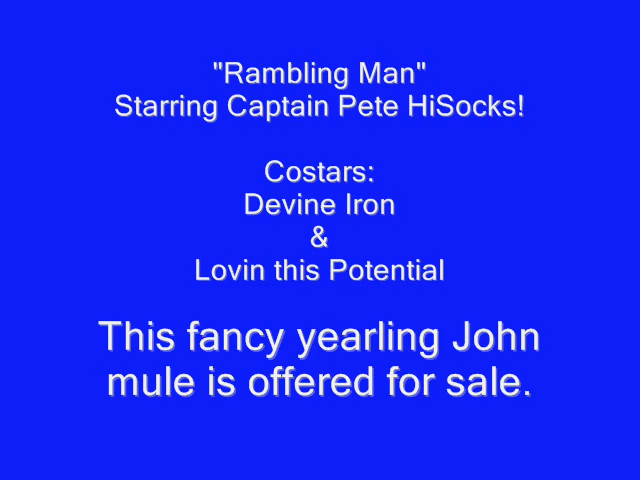 "Rambling Man"
Starring Captain Pete HiSocks!
Costars:
Devine Iron
&
Lovin this Potential
This fancy yearling John
mule is offered for sale.